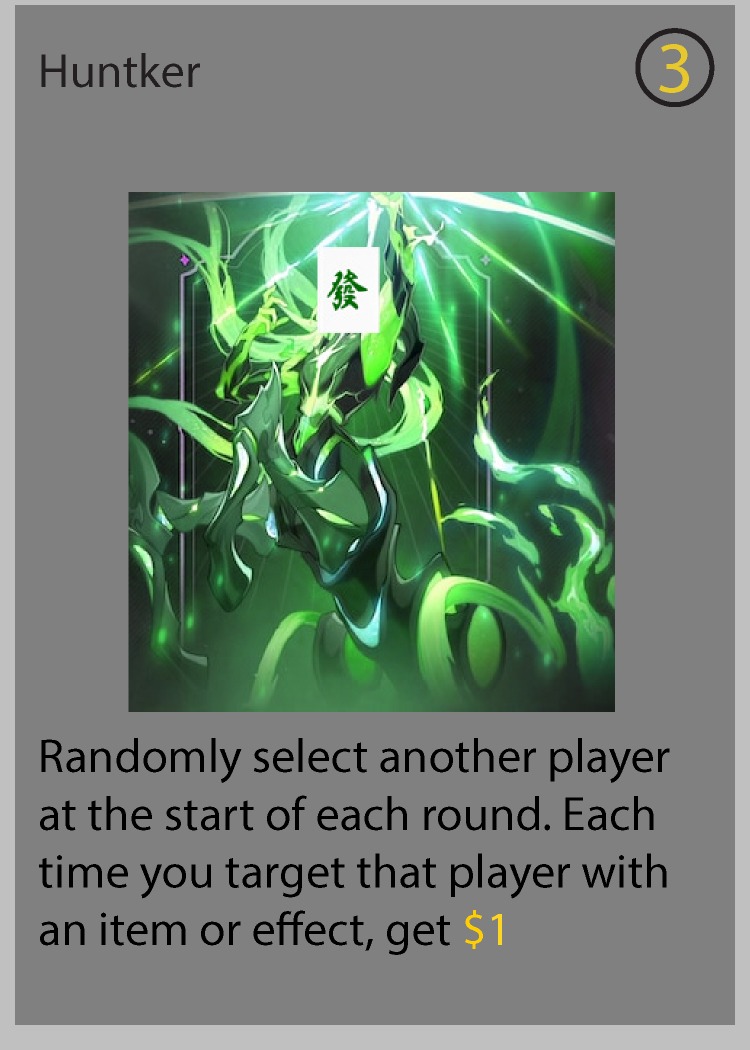 Huntker
3
發
Randomly select another player
at the start of each round. Each
time you target that player with
an item or effect, get $1